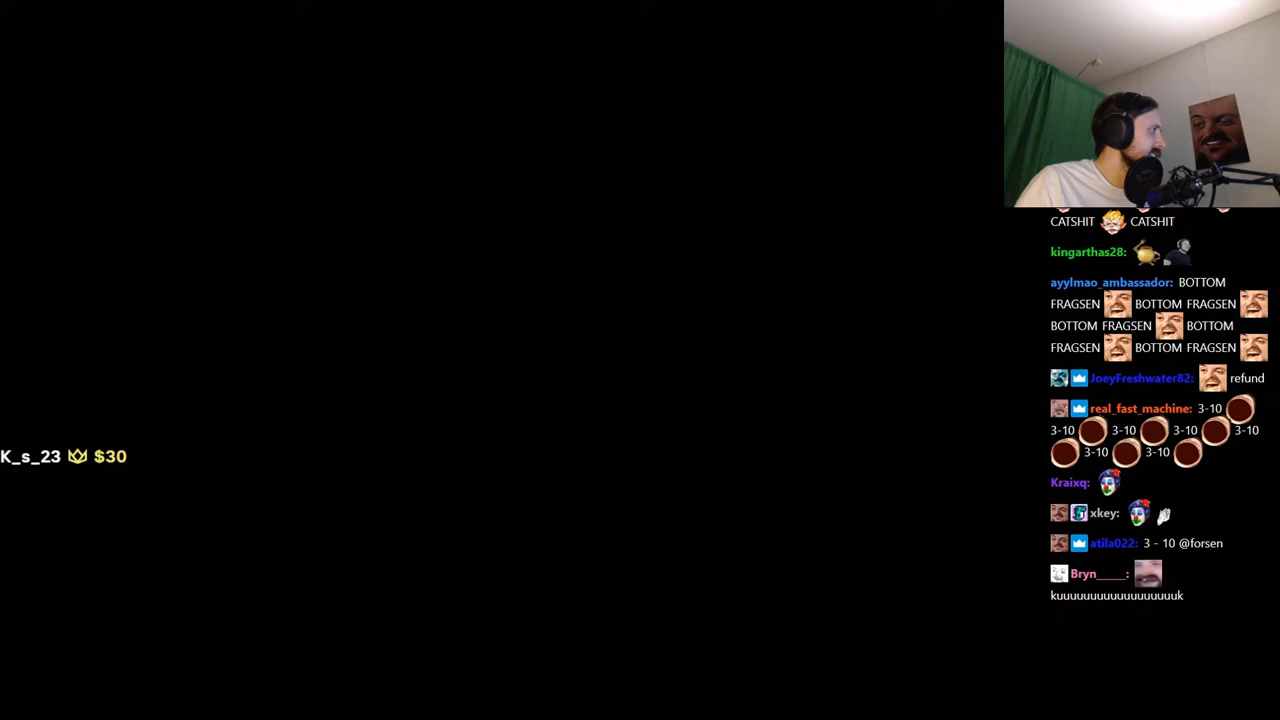 CATSHIT CATSHIT
kingarthas28:
ayylmao_ambassador: BOTTOM
FRAGSEN BOTTOM FRAGSEN
BOTTOM FRAGSEN BOTTOM
FRAGSEN BOTTOM FRAGSEN
JoeyFreshwater82: refund
real_fast_machine: 3-10
3-10 3-10 3-10 3-10
3-10 3-10
K_s_23 $30
Kraixq:
xkey:
atila022: 3 - 10 @forsen
Bryn_____:
kuuuuuuuuuuuuuuuuuk